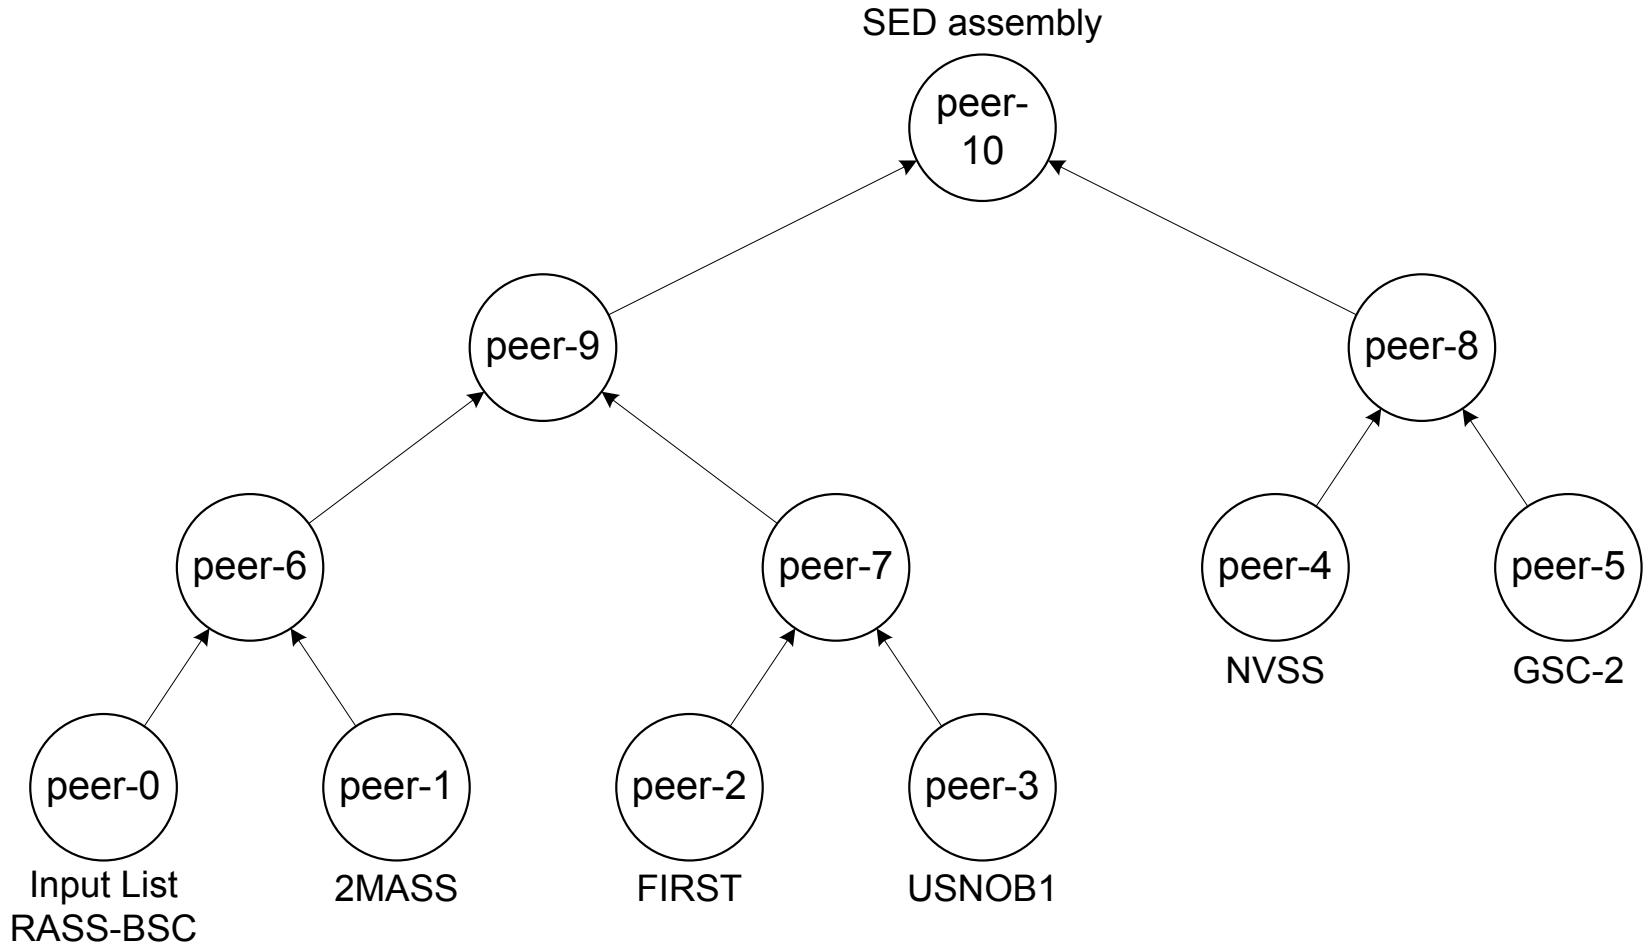 SED assembly
peer-
10
peer-9
peer-8
peer-6
peer-7
peer-4
peer-5
NVSS
GSC-2
peer-0
peer-1
peer-2
peer-3
Input List
RASS-BSC
2MASS
FIRST
USNOB1